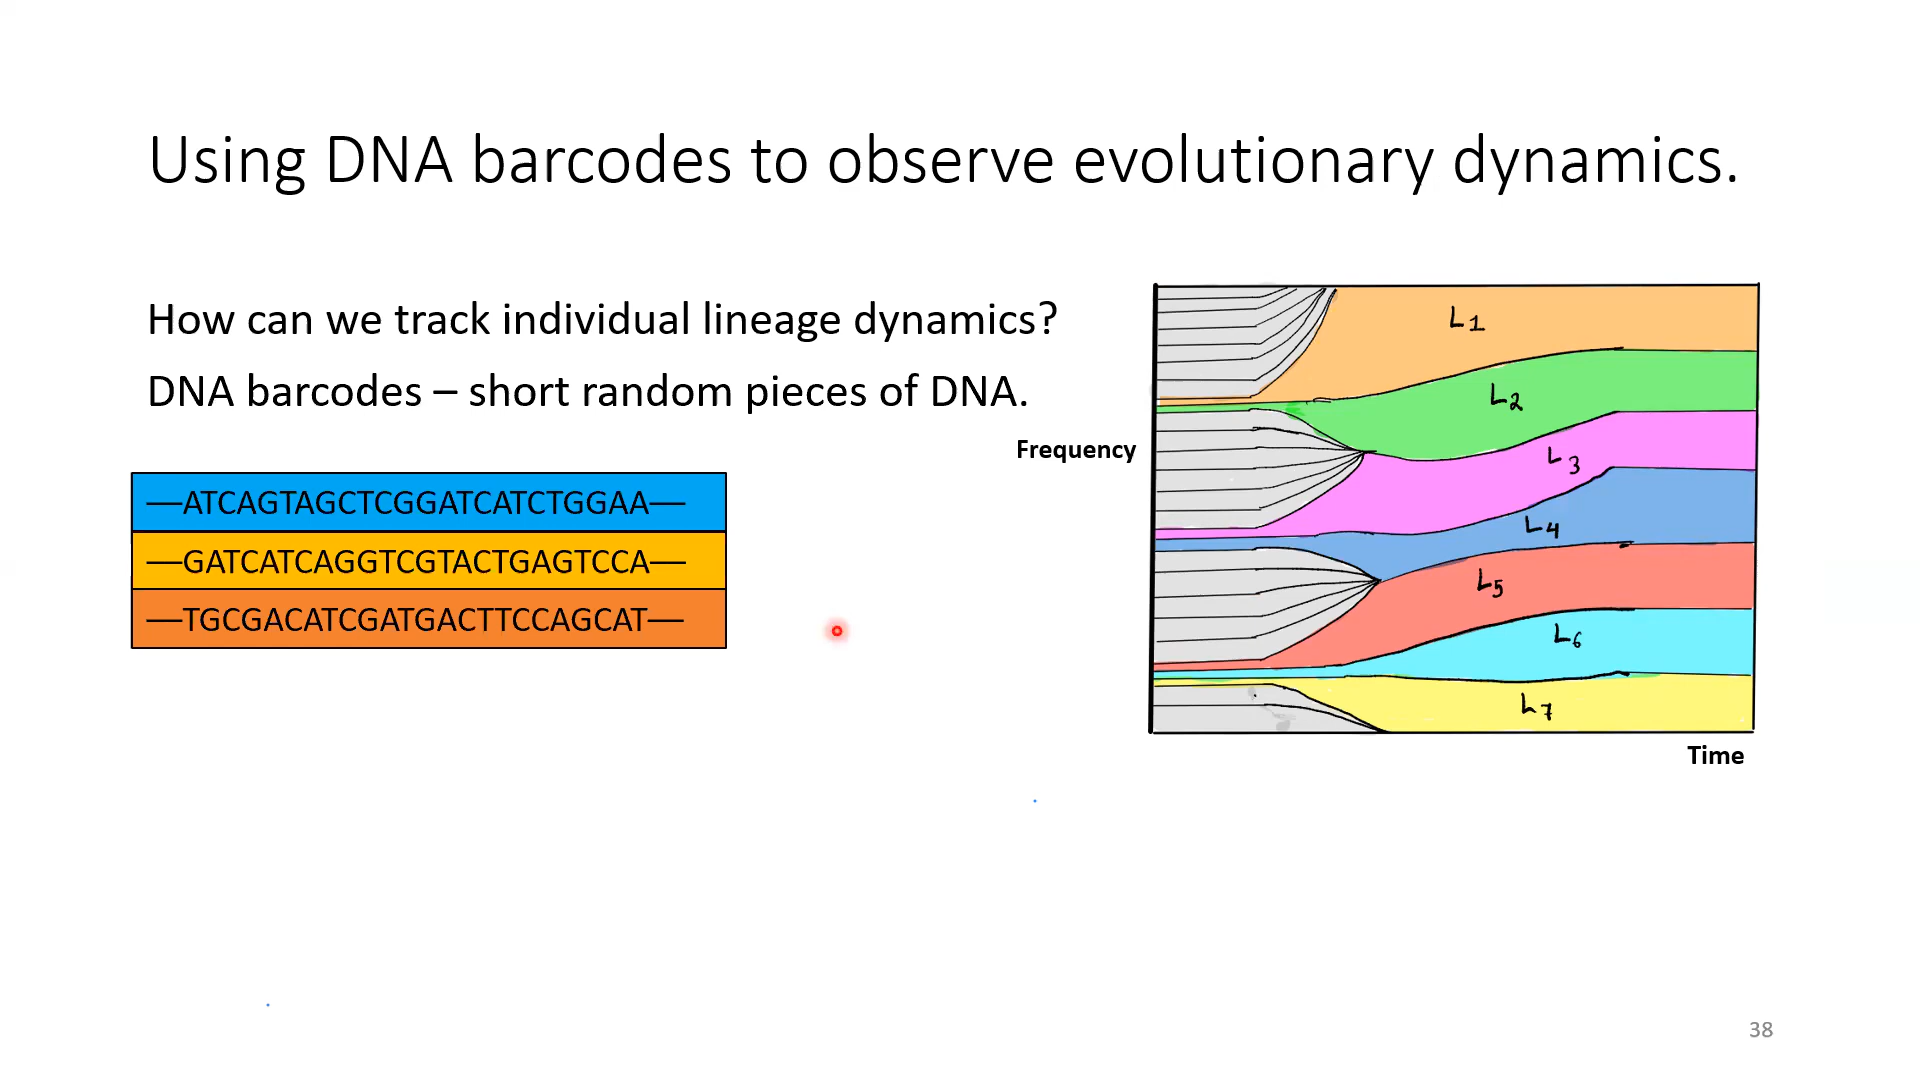 Using DNA barcodes to observe evolutionary dynamics.
How can we track individual lineage dynamics?
DNA barcodes – short random pieces of DNA.
—ATCAGTAGCTCGGATCATCTGGAA—
—GATCATCAGGTCGTACTGAGTCCA—
—TGCGACATCGATGACTTCCAGCAT—
Frequency
L1
L2
L3
L4
L5
L6
L7
Time
38